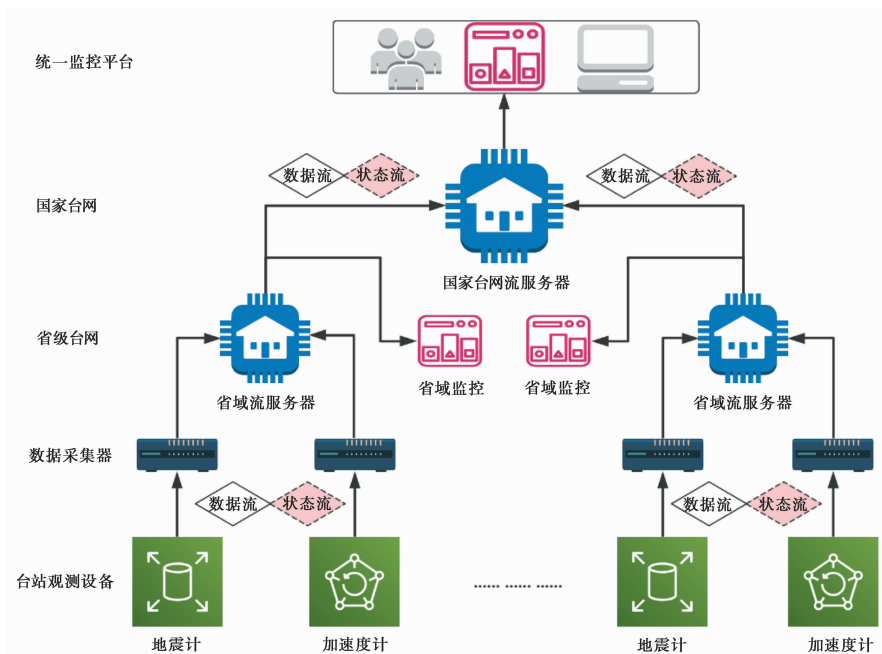 统一监控平台
数据流
状态流
数据流
状态流
国家台网
国家台网流服务器
省级台网
省域监控
省域监控
省域流服务器
省域流服务器
数据采集器
数据流
状态流
数据流
状态流
台站观测设备
...... ...... ......
地震计
加速度计
地震计
加速度计